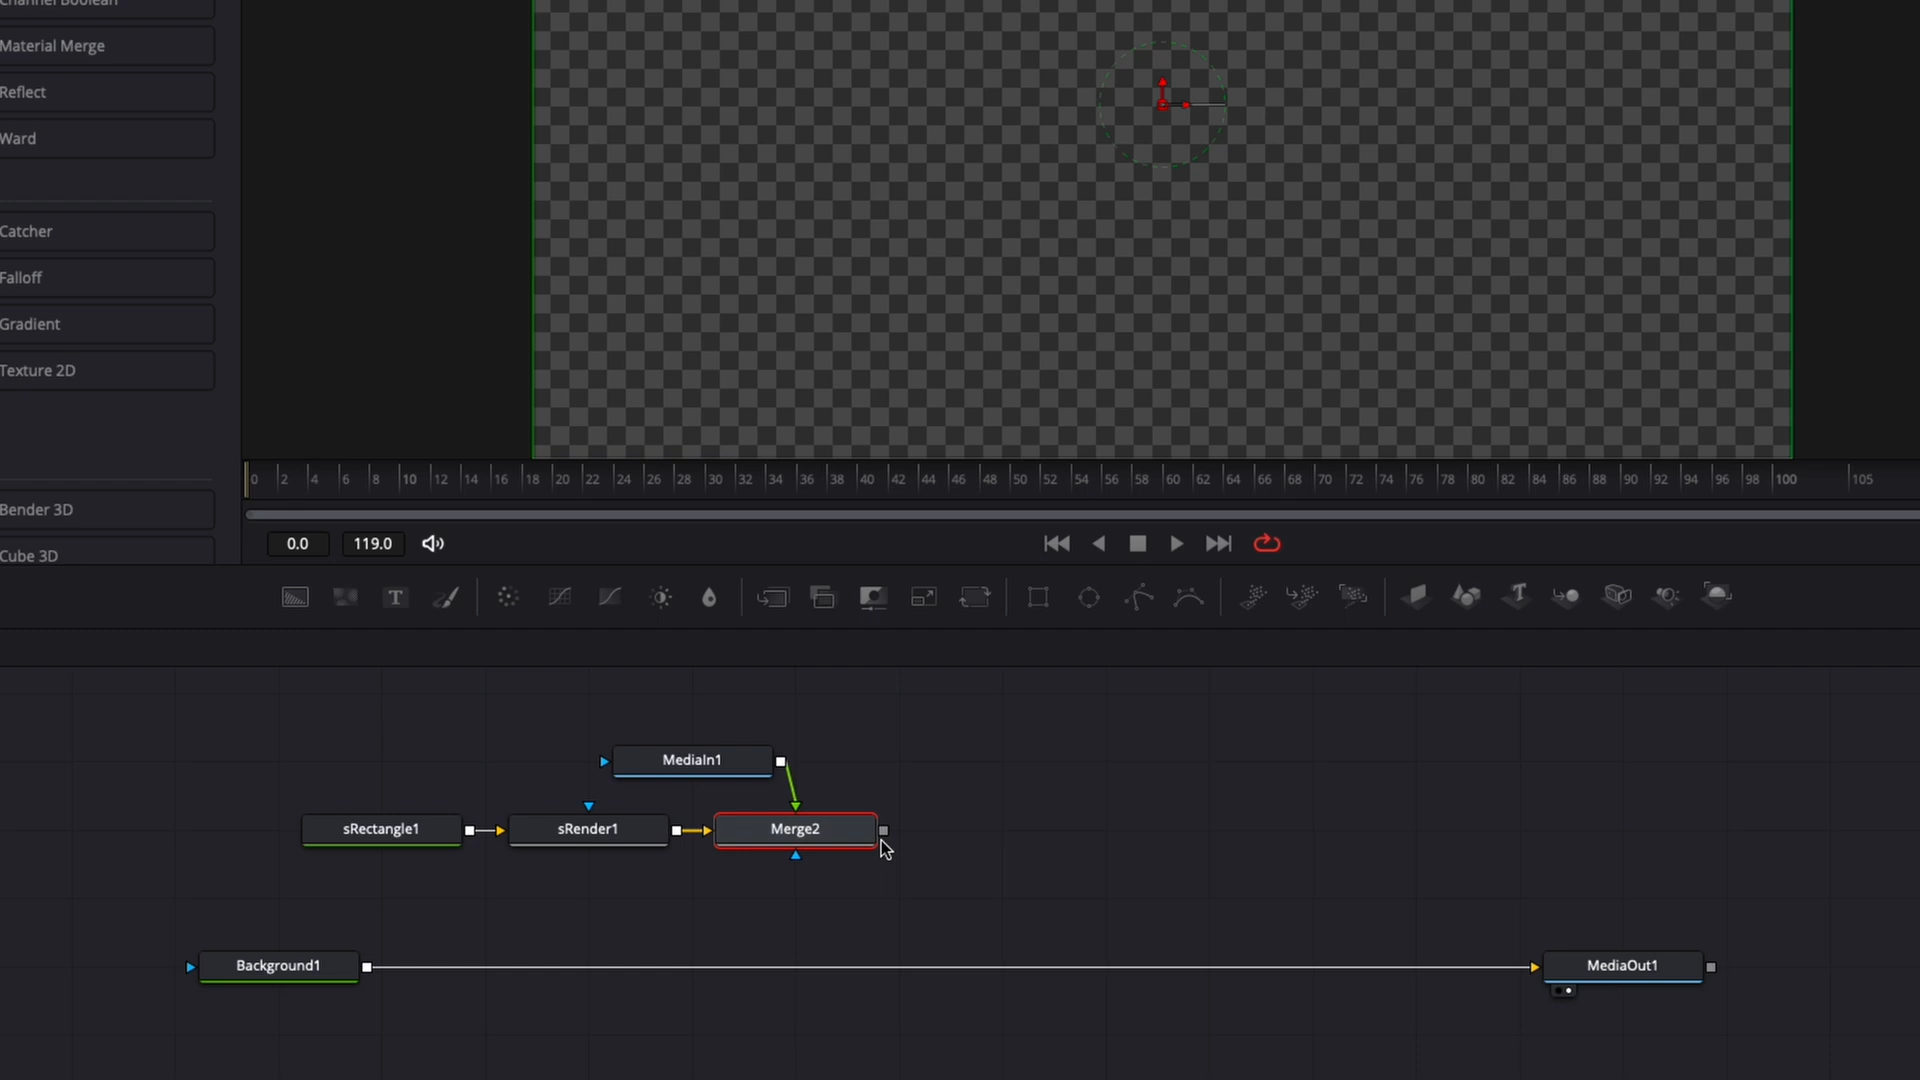 Channel Boolean
Material Merge
Reflect
Ward
Catcher
Falloff
Gradient
Texture 2D
Bender 3D
Cube 3D
0 2 4 6 8 10 12 14 16 18 20 22 24 26 28 30 32 34 36 38 40 42 44 46 48 50 52 54 56 58 60 62 64 66 68 70 72 74 76 78 80 82 84 86 88 90 92 94 96 98 100 105
0.0 119.0
T
T
MediaIn1
sRectangle1 sRender1 Merge2
Background1 MediaOut1